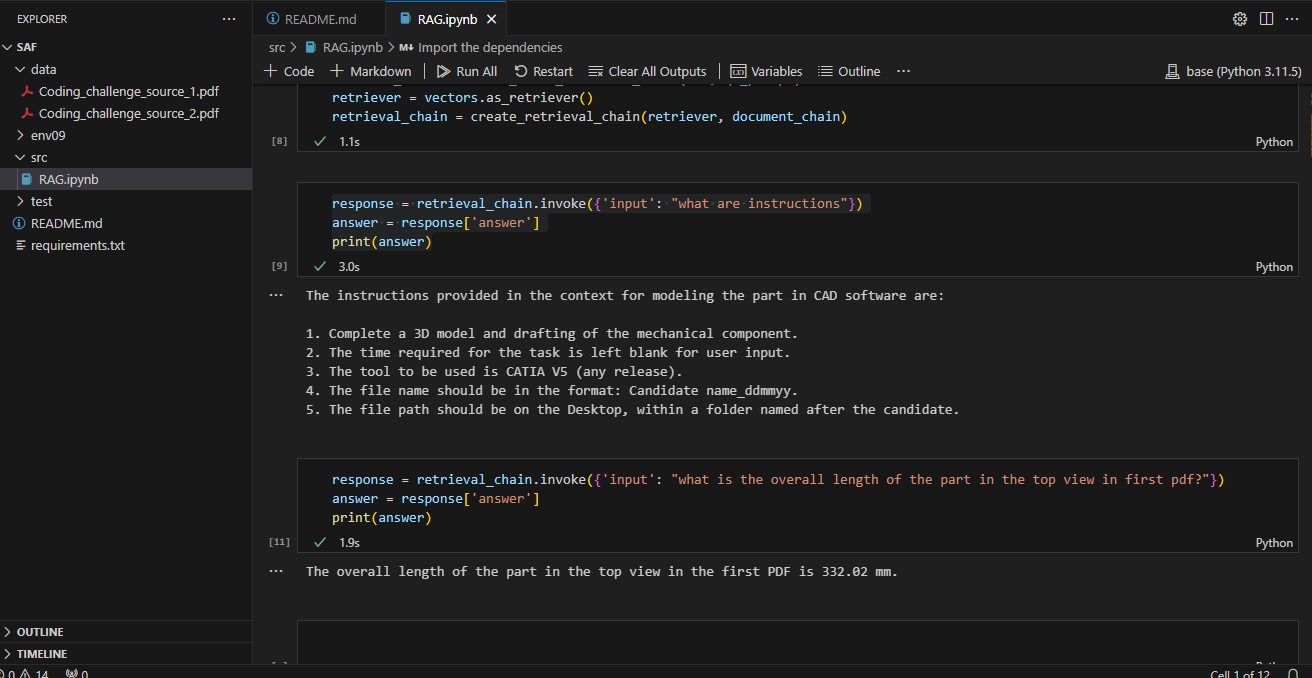 EXPLORER
SAF
data
Coding_challenge_source_1.pdf
Coding_challenge_source_2.pdf
env09
src
RAG.ipynb
test
README.md
requirements.txt
OUTLINE
TIMELINE
0 14 0
README.md
RAG.ipynb
src > RAG.ipynb > M↓ Import the dependencies
+ Code + Markdown Run All Restart Clear All Outputs Variables Outline ...
base (Python 3.11.5)
retriever = vectors.as_retriever()
retrieval_chain = create_retrieval_chain(retriever, document_chain)
[8] ✓ 1.1s Python
response = retrieval_chain.invoke({'input': "what are instructions"})
answer = response['answer']
print(answer)
[9] ✓ 3.0s Python
... The instructions provided in the context for modeling the part in CAD software are:
1. Complete a 3D model and drafting of the mechanical component.
2. The time required for the task is left blank for user input.
3. The tool to be used is CATIA V5 (any release).
4. The file name should be in the format: Candidate name_ddmmyy.
5. The file path should be on the Desktop, within a folder named after the candidate.
response = retrieval_chain.invoke({'input': "what is the overall length of the part in the top view in first pdf?"})
answer = response['answer']
print(answer)
[11] ✓ 1.9s Python
... The overall length of the part in the top view in the first PDF is 332.02 mm.
Cell 1 of 12